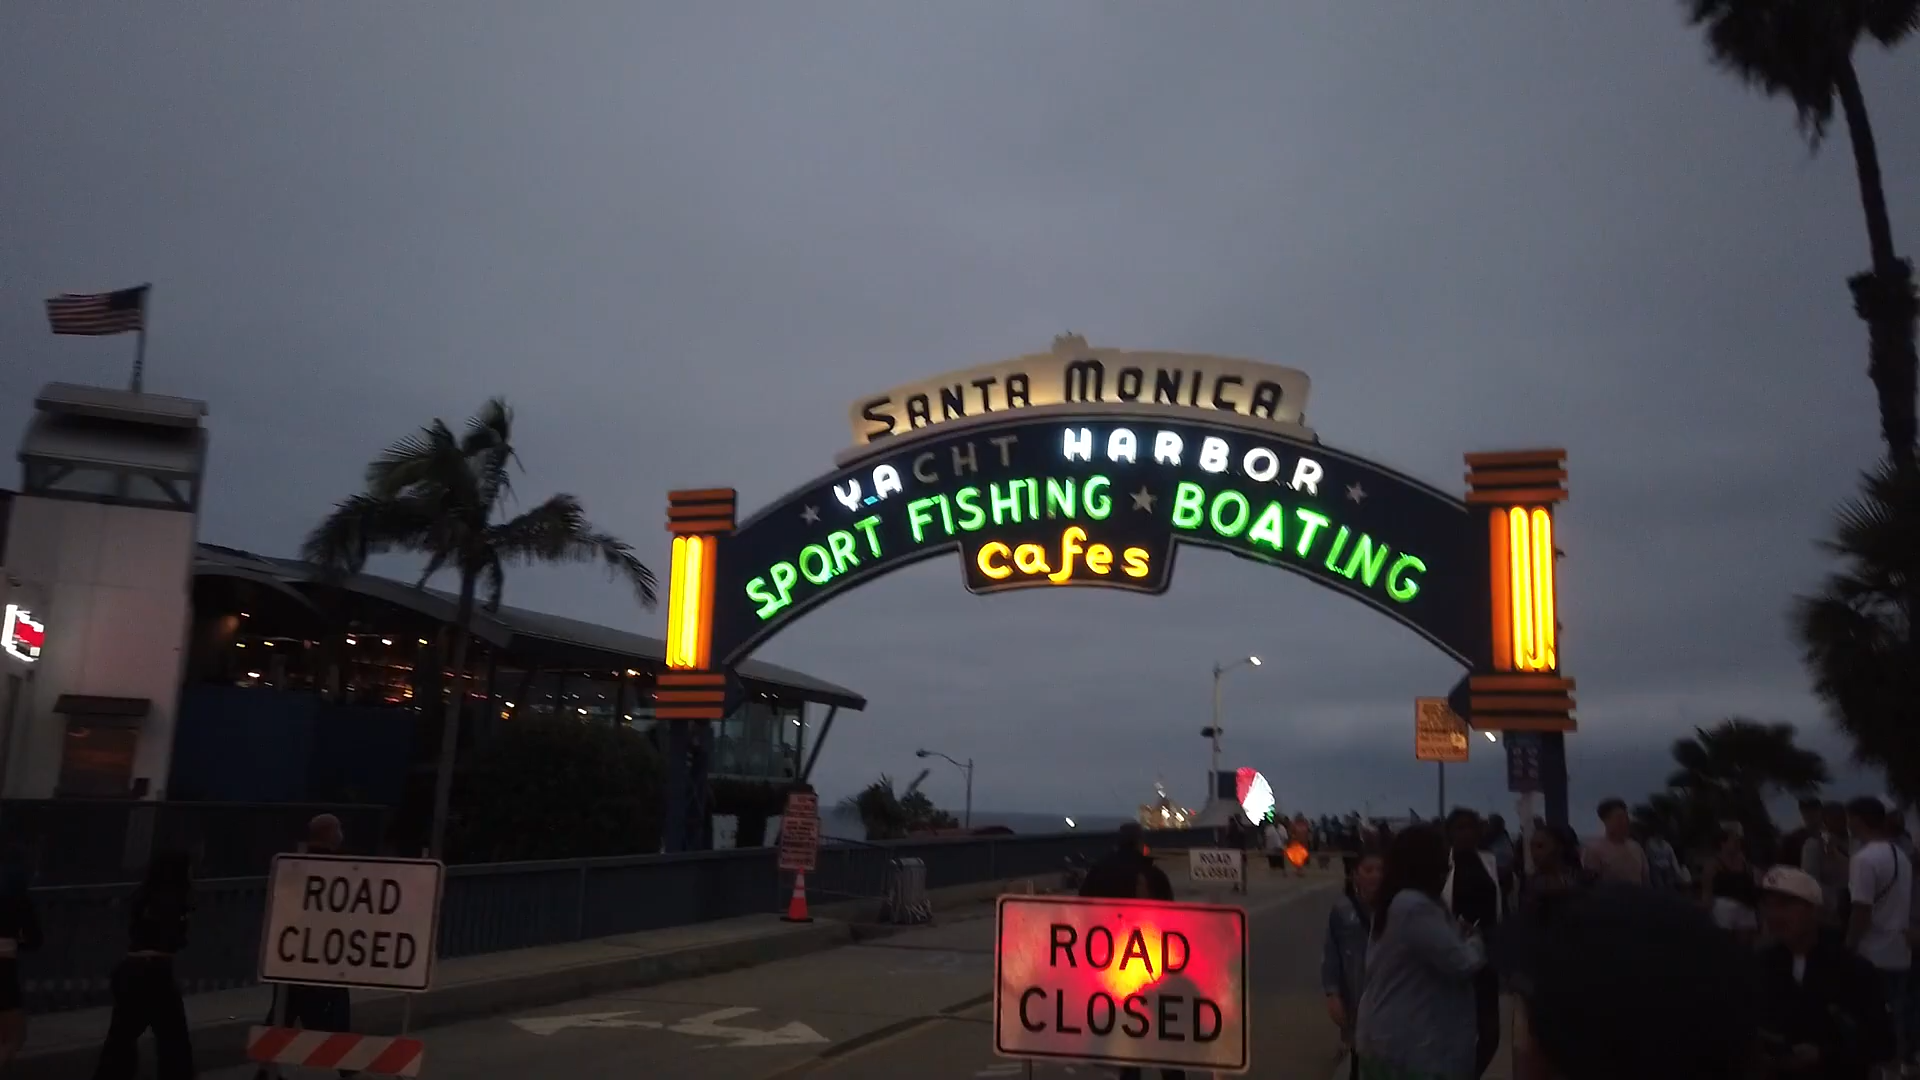 SANTA MONICA
YACHT HARBOR
SPORT FISHING ★ BOATING
cafes
ROAD
CLOSED
ROAD
CLOSED
ROAD
CLOSED